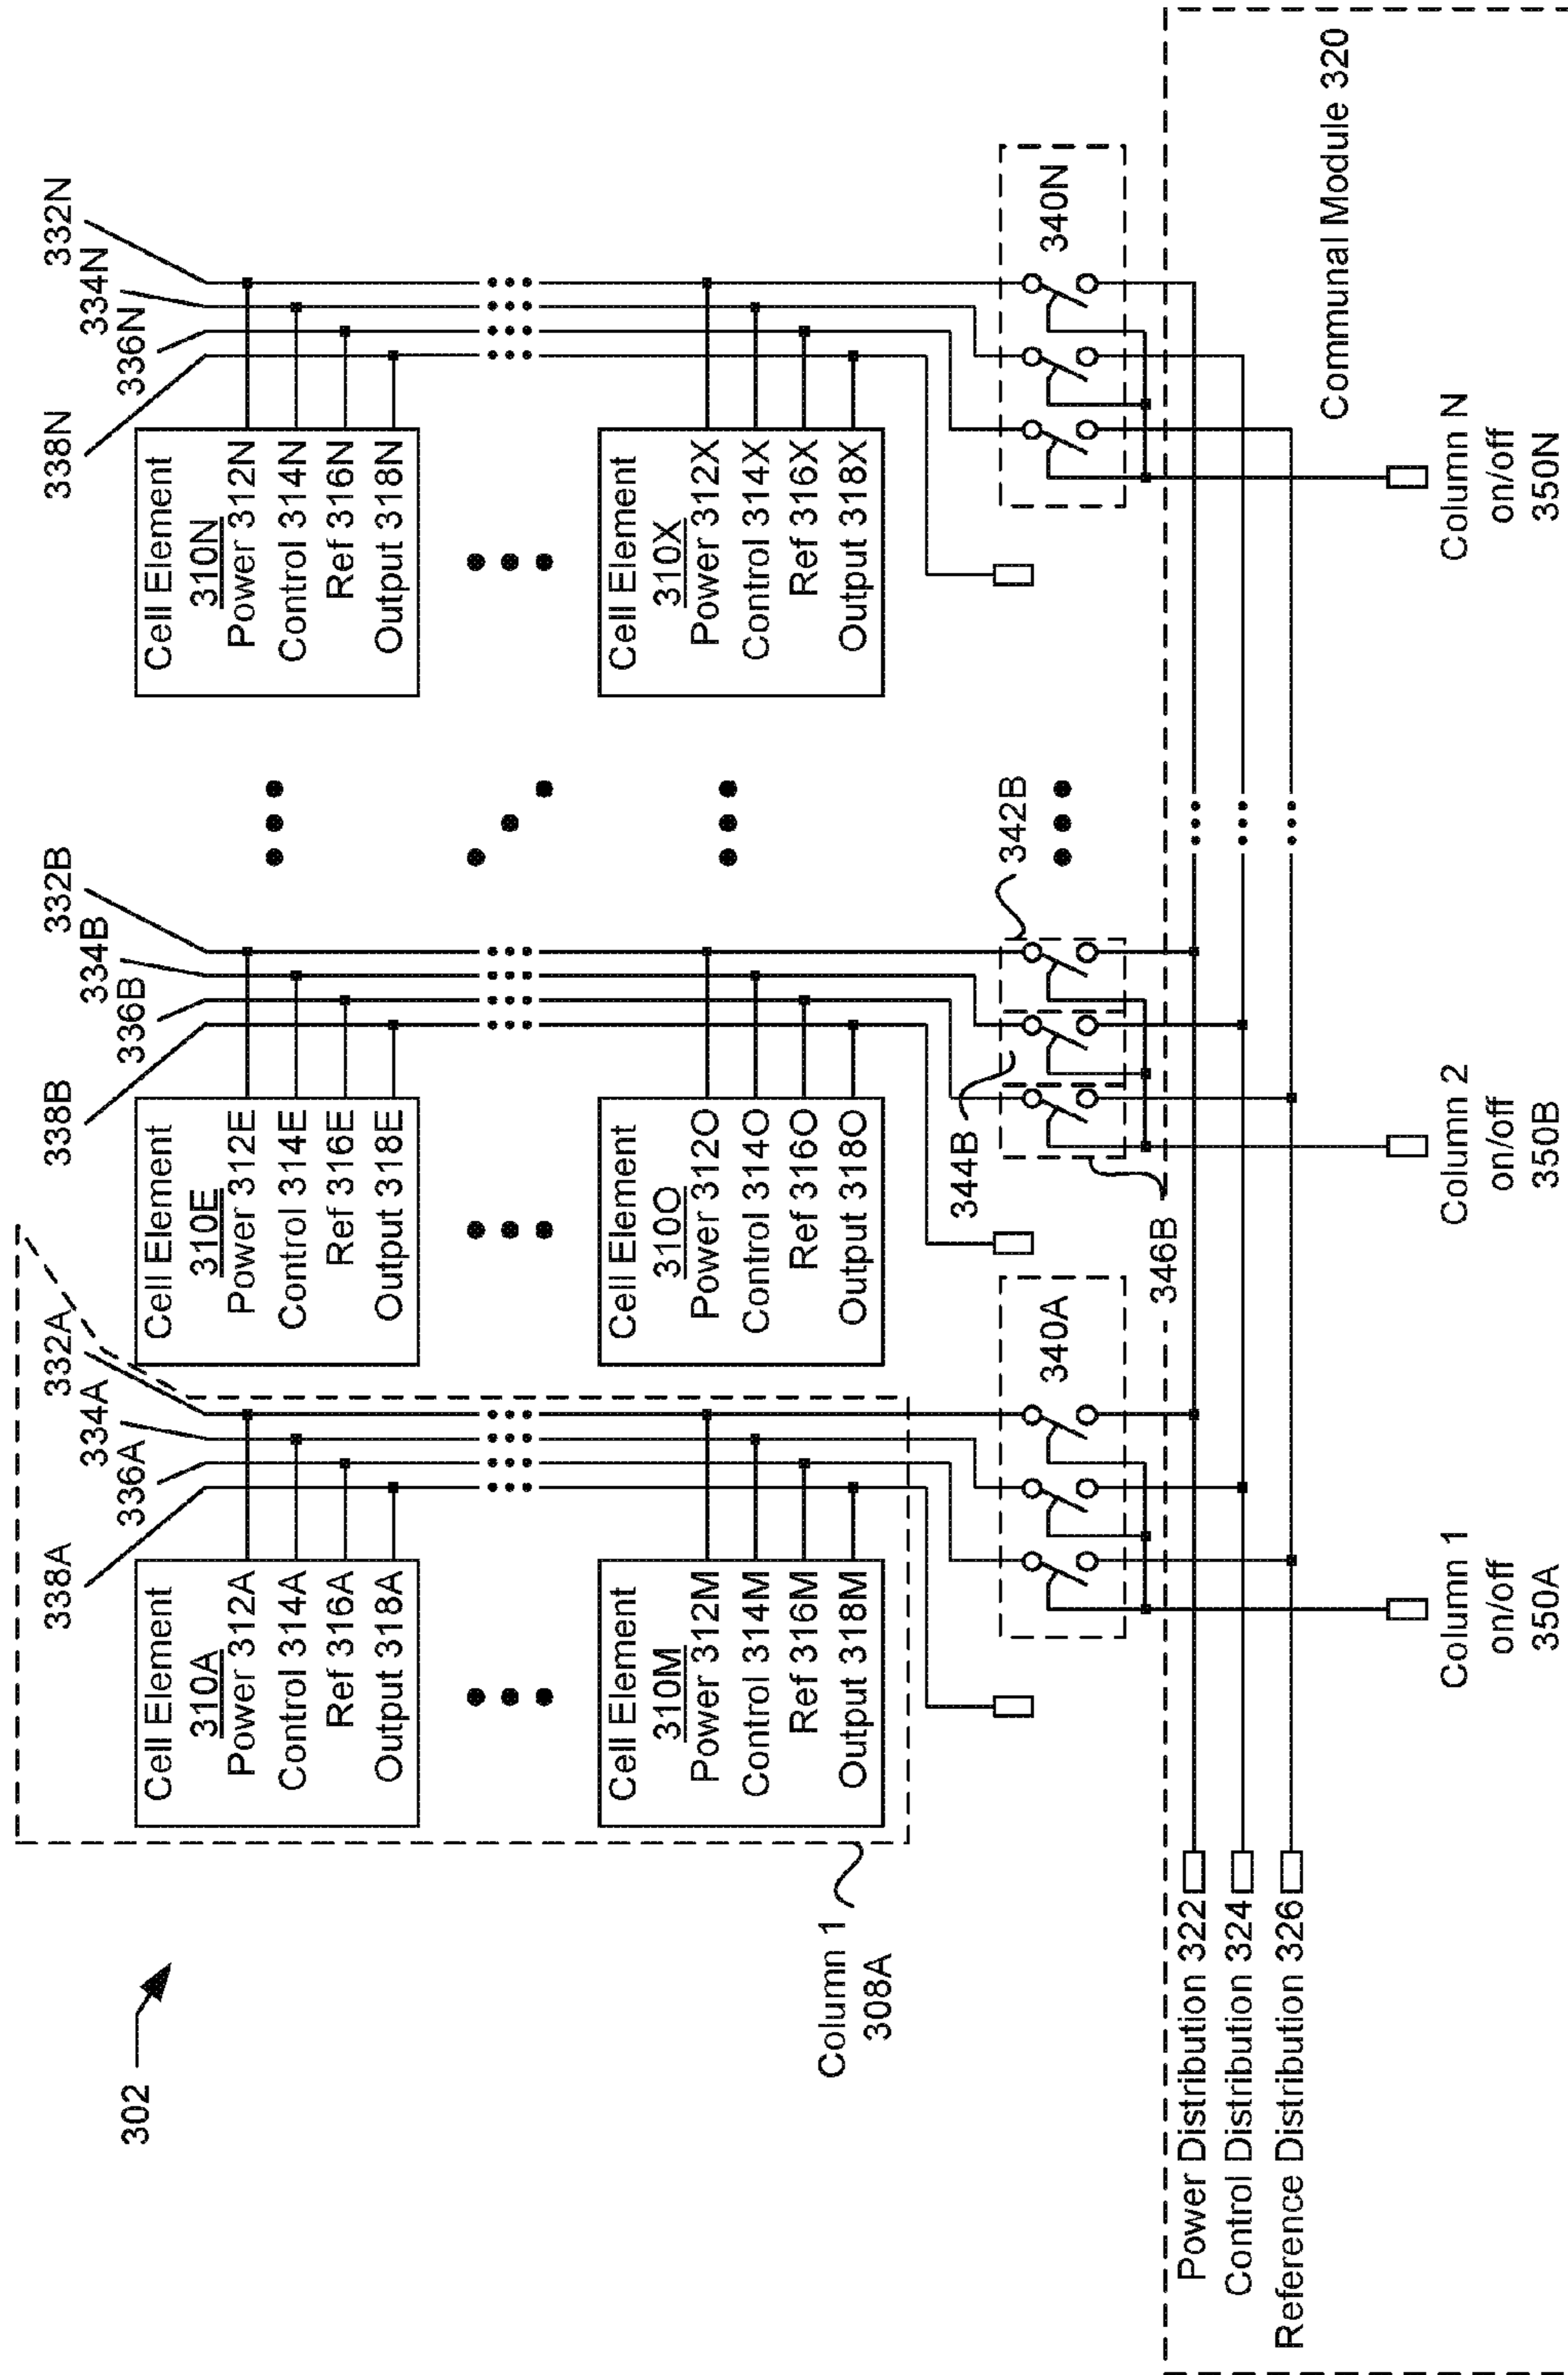 302
338A
336A
334A
332A
338B
336B
334B
332B
338N
336N
334N
332N
Cell Element
310A
Power 312A
Control 314A
Ref 316A
Output 318A
Cell Element
310E
Power 312E
Control 314E
Ref 316E
Output 318E
Cell Element
310N
Power 312N
Control 314N
Ref 316N
Output 318N
Cell Element
310M
Power 312M
Control 314M
Ref 316M
Output 318M
Cell Element
310O
Power 312O
Control 314O
Ref 316O
Output 318O
Cell Element
310X
Power 312X
Control 314X
Ref 316X
Output 318X
Column 1
308A
340A
344B
342B
346B
340N
Power Distribution 322
Control Distribution 324
Reference Distribution 326
Communal Module 320
Column 1
on/off
350A
Column 2
on/off
350B
Column N
on/off
350N